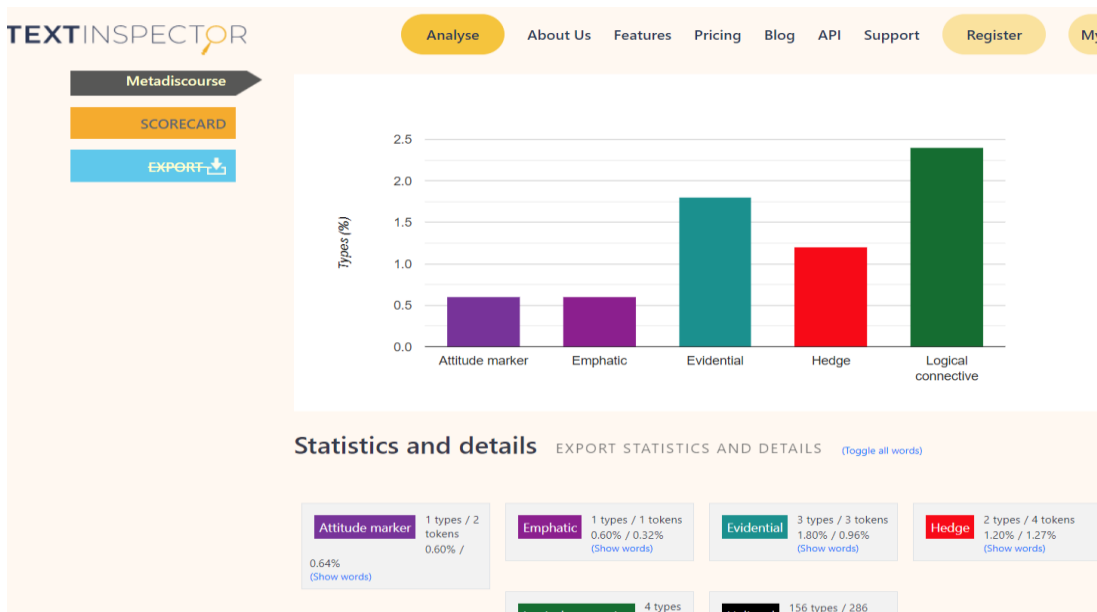 TEXTINSPECTOR
Analyse About Us Features Pricing Blog API Support Register My
Metadiscourse
SCORECARD
EXPORT
2.5
2.0
1.5
1.0
0.5
0.0
Types (%)
Attitude marker Emphatic Evidential Hedge Logical
connective
Statistics and details EXPORT STATISTICS AND DETAILS (Toggle all words)
Attitude marker 1 types / 2
tokens
0.60% /
0.64%
(Show words)
Emphatic 1 types / 1 tokens
0.60% / 0.32%
(Show words)
Evidential 3 types / 3 tokens
1.80% / 0.96%
(Show words)
Hedge 2 types / 4 tokens
1.20% / 1.27%
(Show words)
4 types
156 types / 286